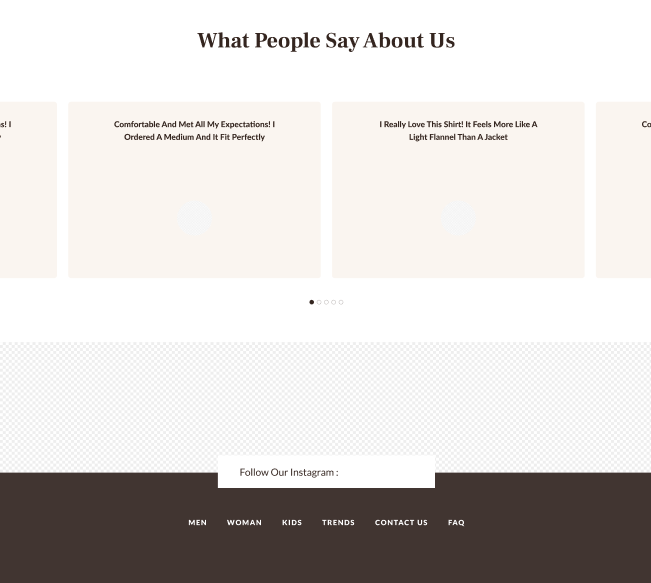 What People Say About Us
s! I
Comfortable And Met All My Expectations! I
Ordered A Medium And It Fit Perfectly
I Really Love This Shirt! It Feels More Like A
Light Flannel Than A Jacket
Co
Follow Our Instagram :
MEN WOMAN KIDS TRENDS CONTACT US FAQ